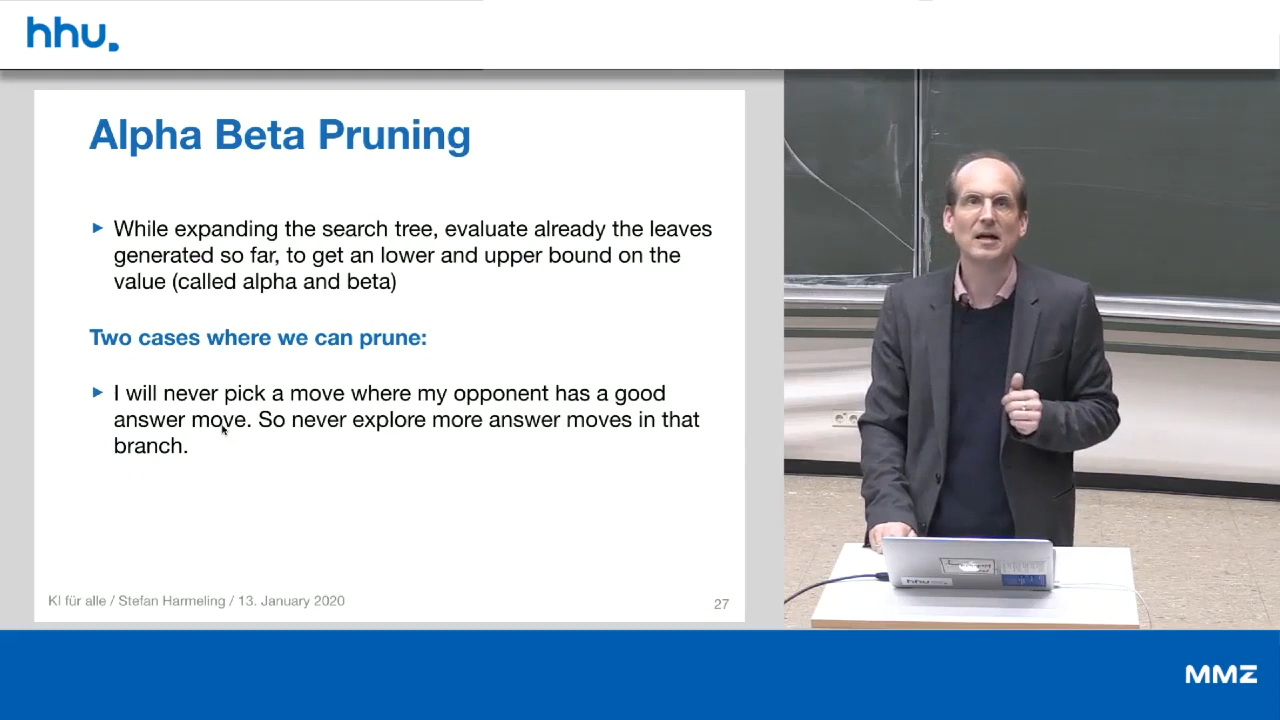 hhu.
Alpha Beta Pruning
While expanding the search tree, evaluate already the leaves
generated so far, to get an lower and upper bound on the
value (called alpha and beta)
Two cases where we can prune:
I will never pick a move where my opponent has a good
answer move. So never explore more answer moves in that
branch.
KI für alle / Stefan Harmeling / 13. January 2020
27
hhu
MMZ